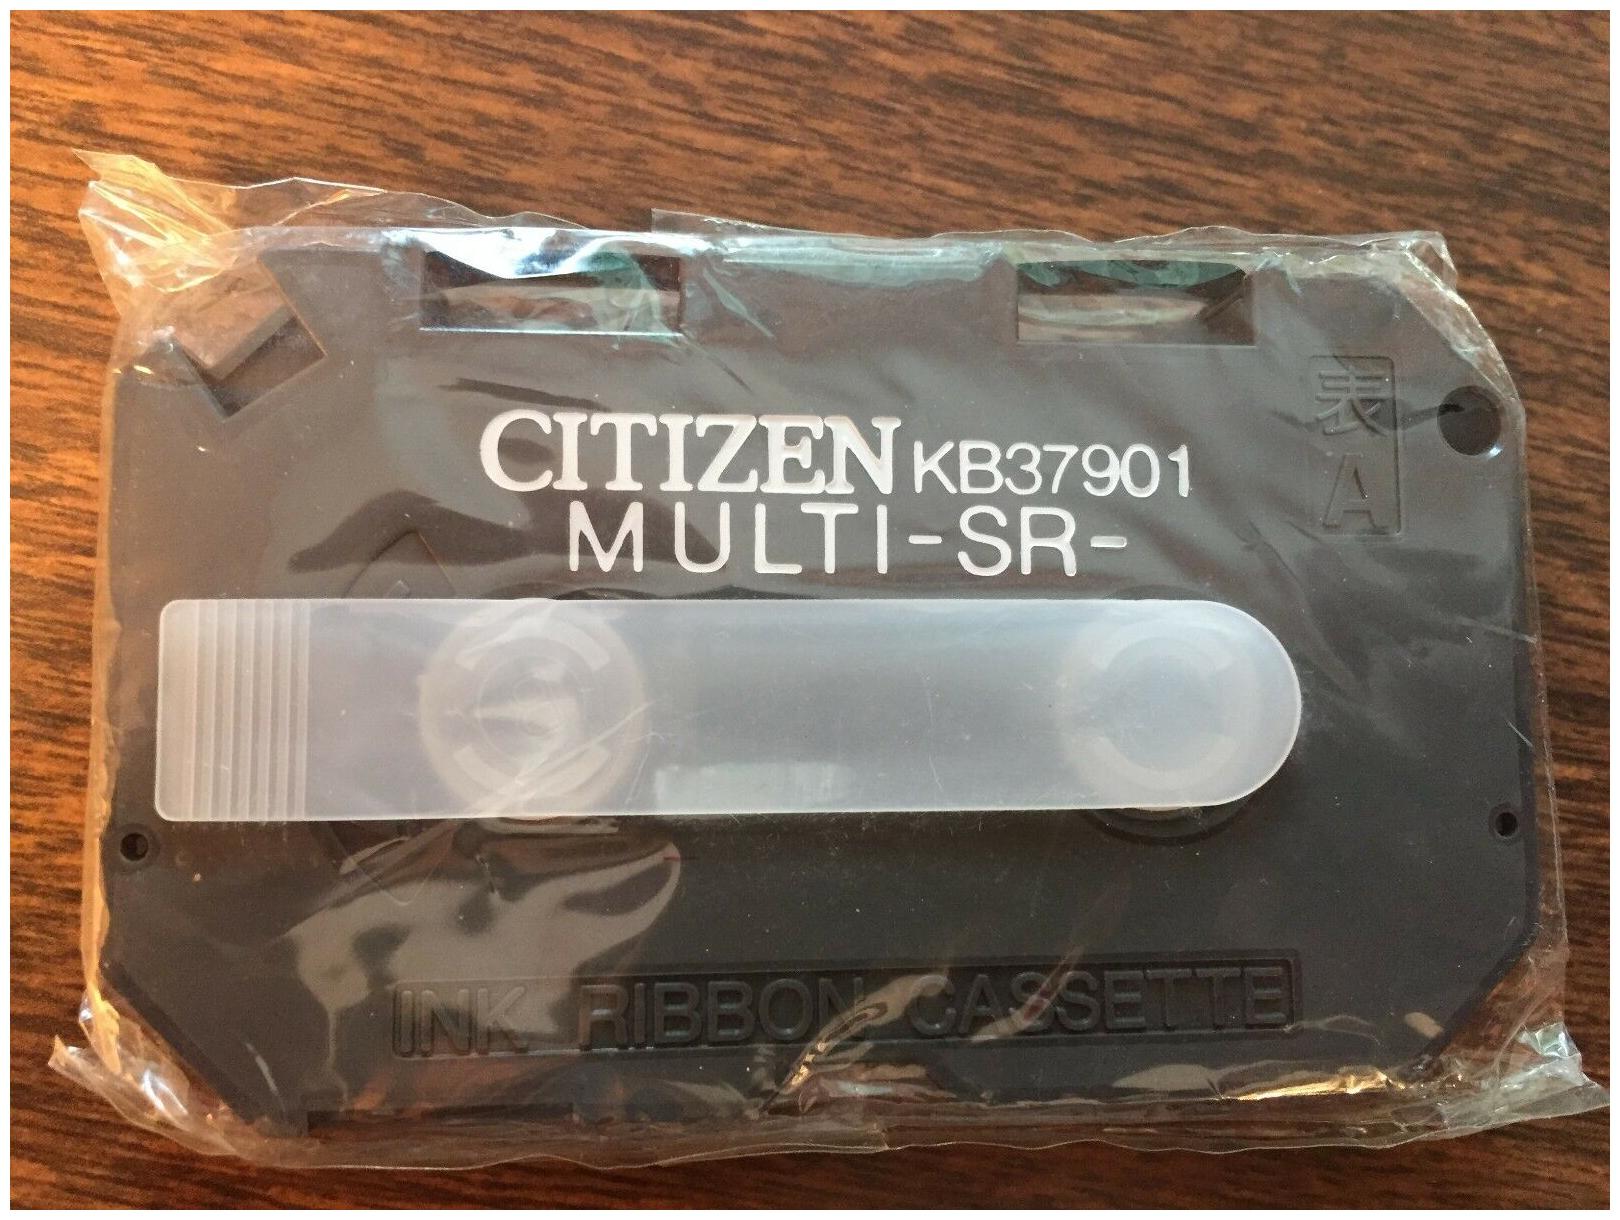 CITIZEN KB37901
MULTI-SR-
表
A
INK RIBBON CASSETTE